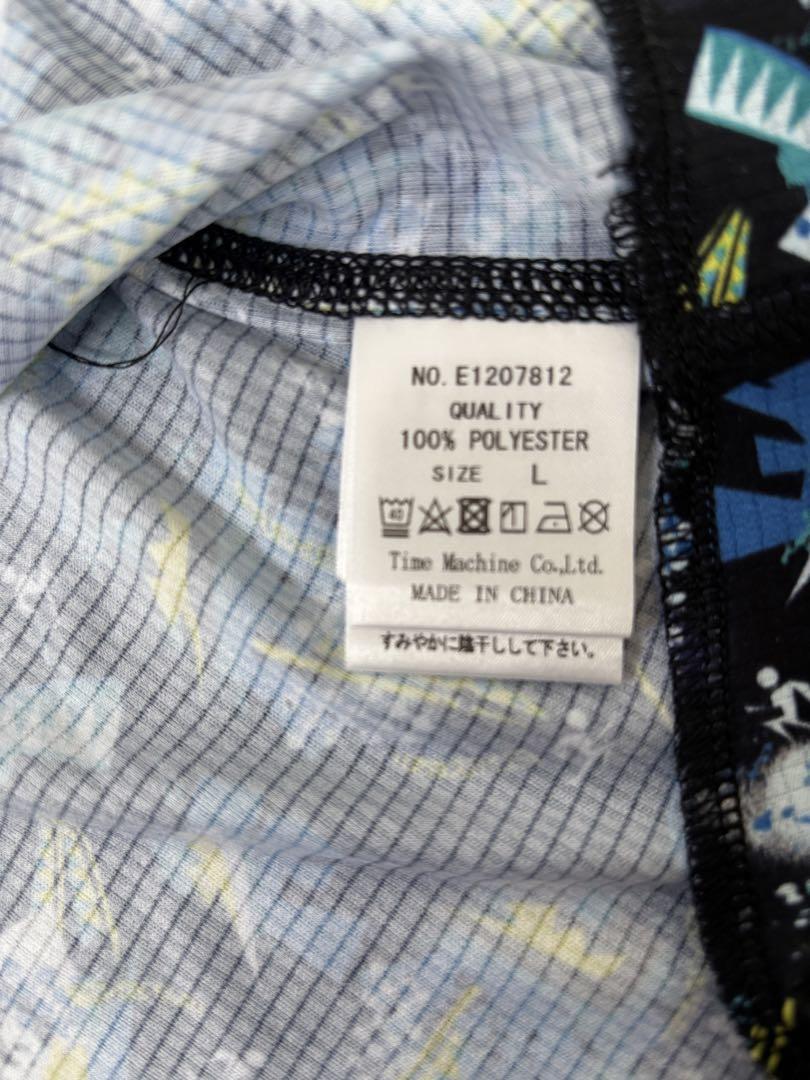 NO. E1207812
QUALITY
100% POLYESTER
SIZE L
40
Time Machine Co.,Ltd.
MADE IN CHINA
すみやかに陰干しして下さい。